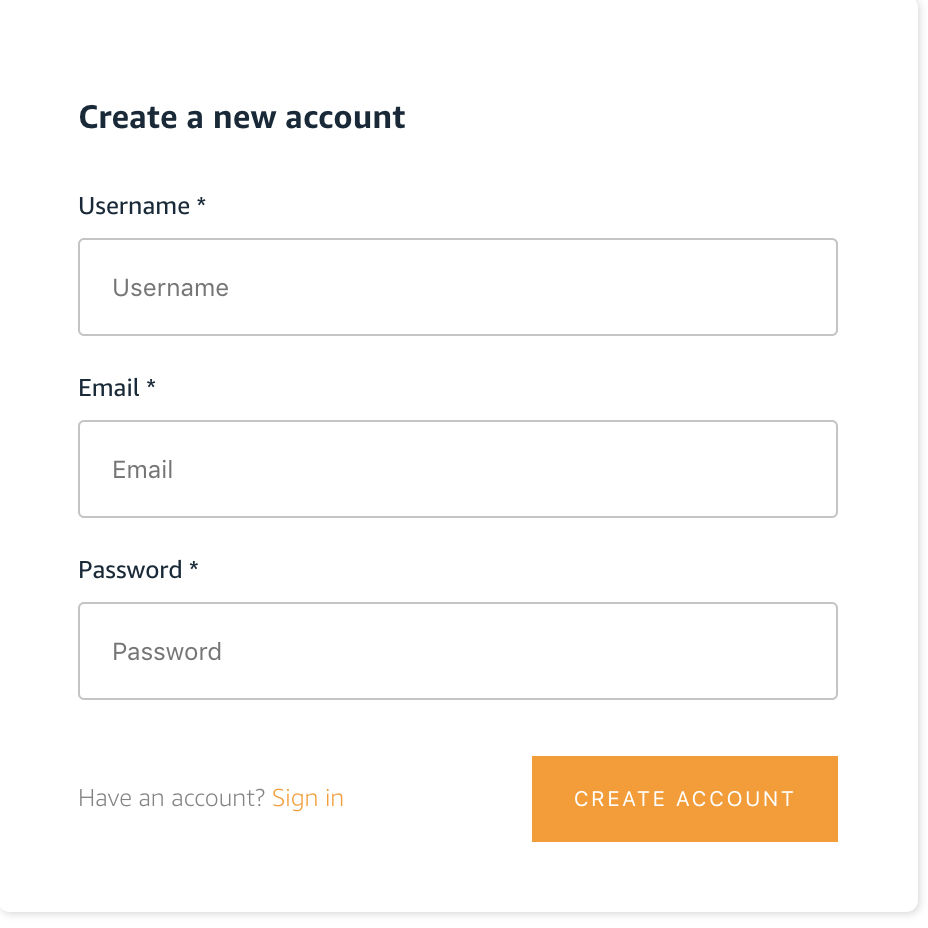 Create a new account
Username *
Username
Email *
Email
Password *
Password
Have an account? Sign in
CREATE ACCOUNT